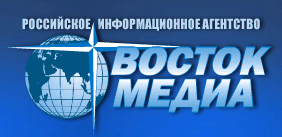 РОССИЙСКОЕ ИНФОРМАЦИОННОЕ АГЕНТСТВО
ВОСТОК
МЕДИА